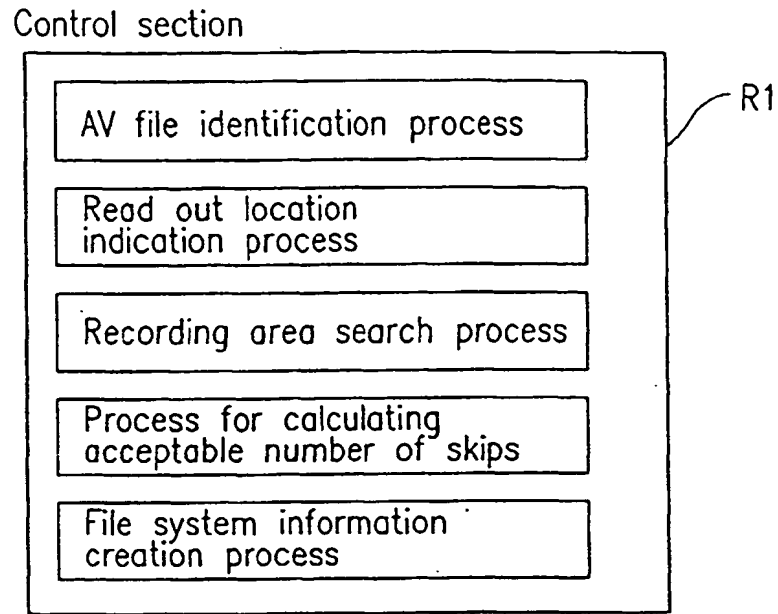 Control section
R1
AV file identification process
Read out location
indication process
Recording area search process
Process for calculating
acceptable number of skips
File system information
creation process